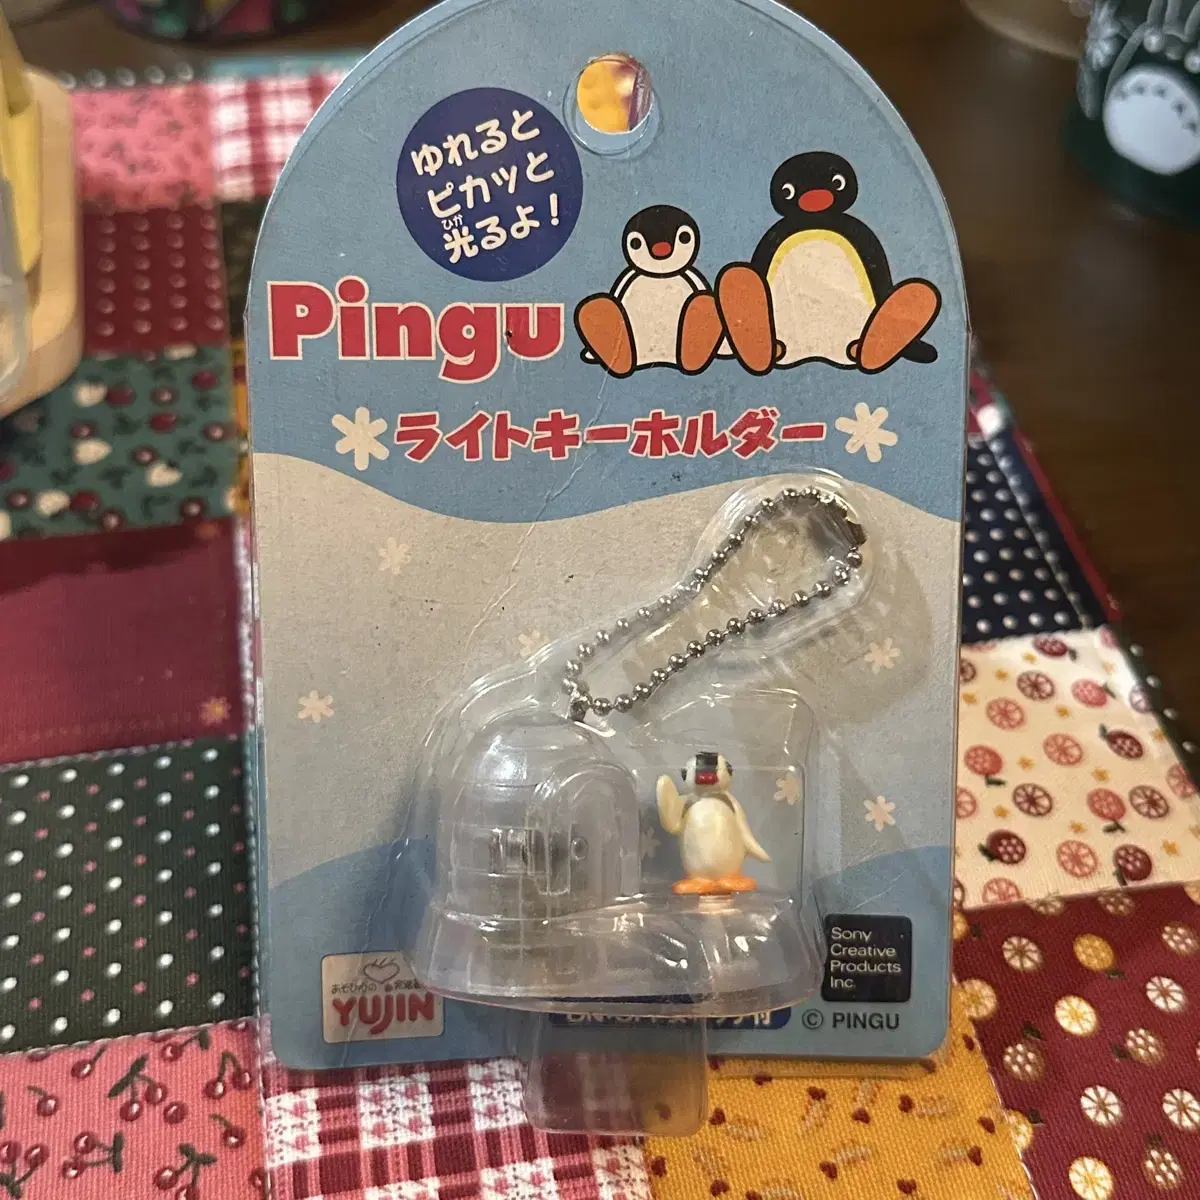 ゆれると
ピカッと
ひか
光るよ!
Pingu
ライトキーホルダー
Sony
Creative
Products
Inc.
YUJIN
© PINGU